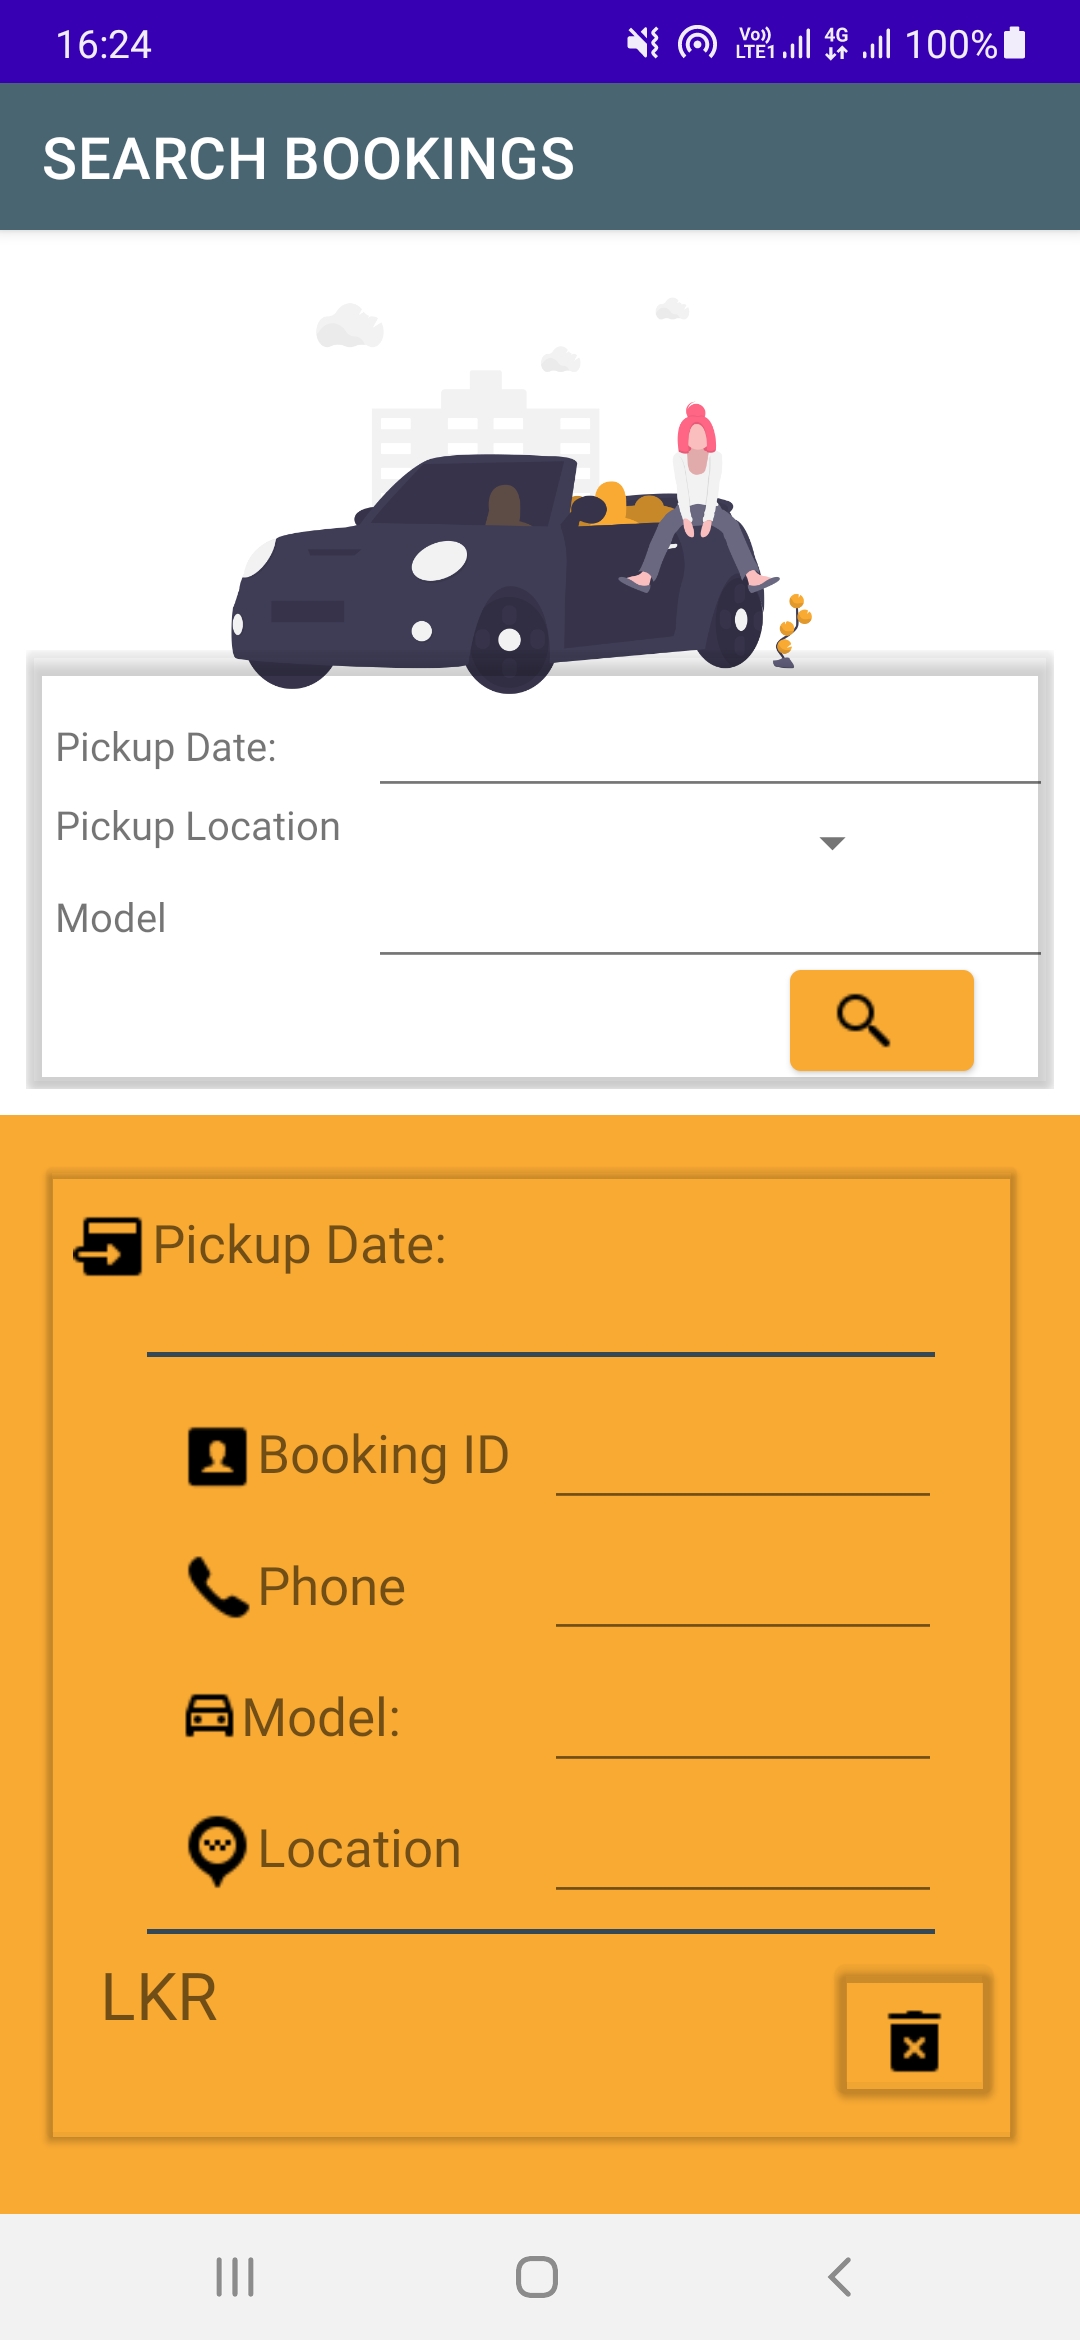 16:24 Vo)) LTE1 4G 100%
SEARCH BOOKINGS
Pickup Date:
Pickup Location
Model
Pickup Date:
Booking ID
Phone
Model:
Location
LKR